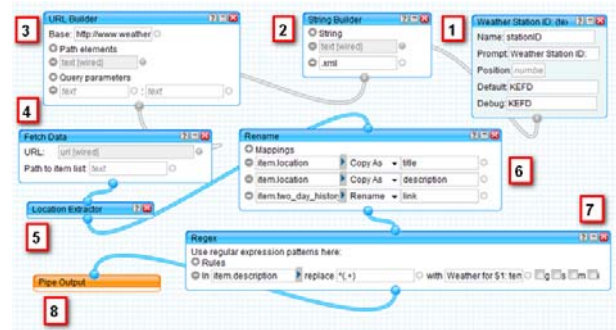 3
URL Builder
Base: http://www.weather
Path elements
text [wired]
Query parameters
text : text
2
String Builder
String
text [wired]
.xml
1
Weather Station ID: (tex
Name: stationID
Prompt: Weather Station ID:
Position: numbe
Default: KEFD
Debug: KEFD
4
Fetch Data
URL: url [wired]
Path to item list: text
5
Location Extractor
6
Rename
Mappings
item.location Copy As title
item.location Copy As description
item.two_day_histor Rename link
7
Regex
Use regular expression patterns here:
Rules
In item.description replace with Weather for $1: ten g s m i
8
Pipe Output